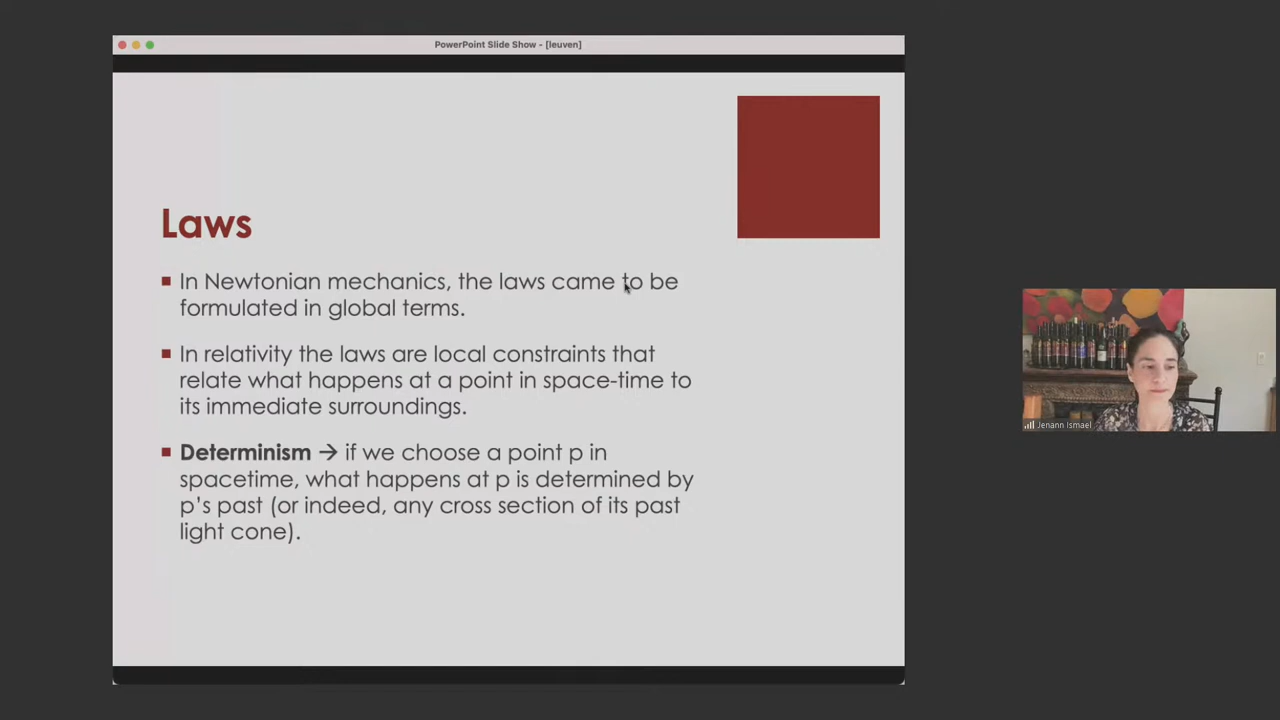 PowerPoint Slide Show - [leuven]
Laws
▪ In Newtonian mechanics, the laws came to be
formulated in global terms.
▪ In relativity the laws are local constraints that
relate what happens at a point in space-time to
its immediate surroundings.
▪ Determinism → if we choose a point p in
spacetime, what happens at p is determined by
p's past (or indeed, any cross section of its past
light cone).
Jenann Ismael